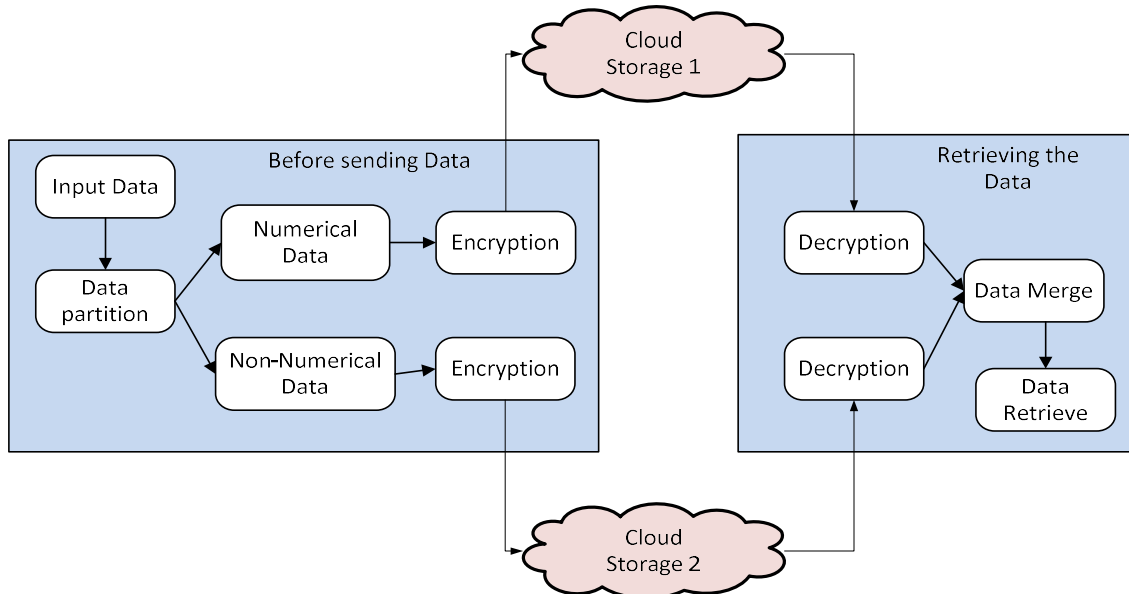 Cloud
Storage 1
Before sending Data
Input Data
Data
partition
Numerical
Data
Encryption
Non-Numerical
Data
Encryption
Retrieving the
Data
Decryption
Data Merge
Decryption
Data
Retrieve
Cloud
Storage 2